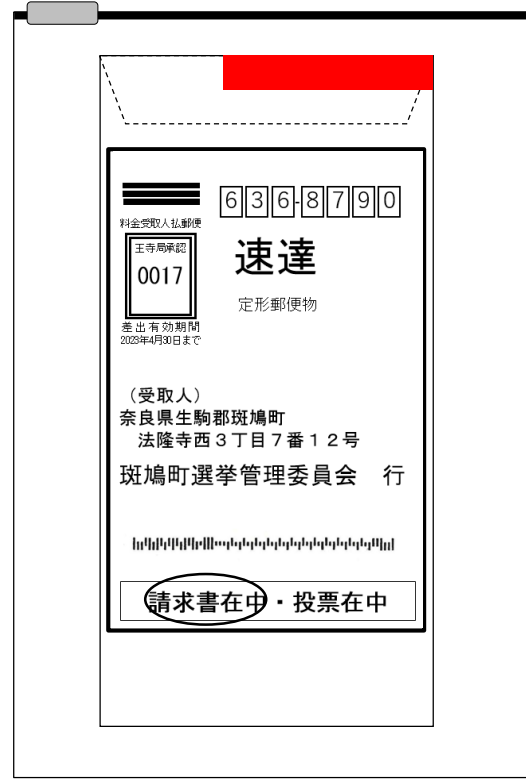 636-8790
料金受取人払郵便
王寺局承認
0017
差出有効期間
2023年4月30日まで
速達
定形郵便物
（受取人）
奈良県生駒郡斑鳩町
法隆寺西３丁目７番１２号
斑鳩町選挙管理委員会　行
請求書在中・投票在中